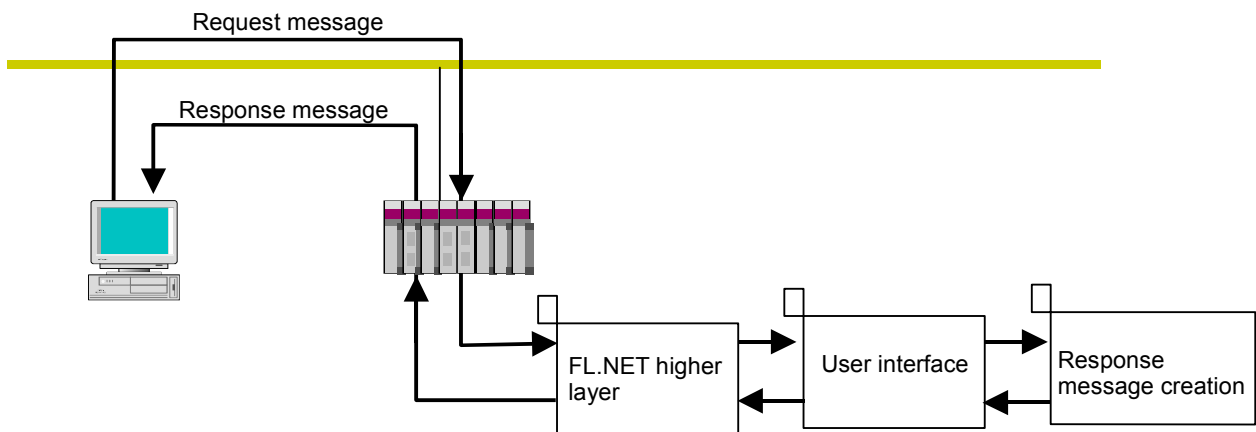 Request message
Response message
FL.NET higher
layer
User interface
Response
message creation